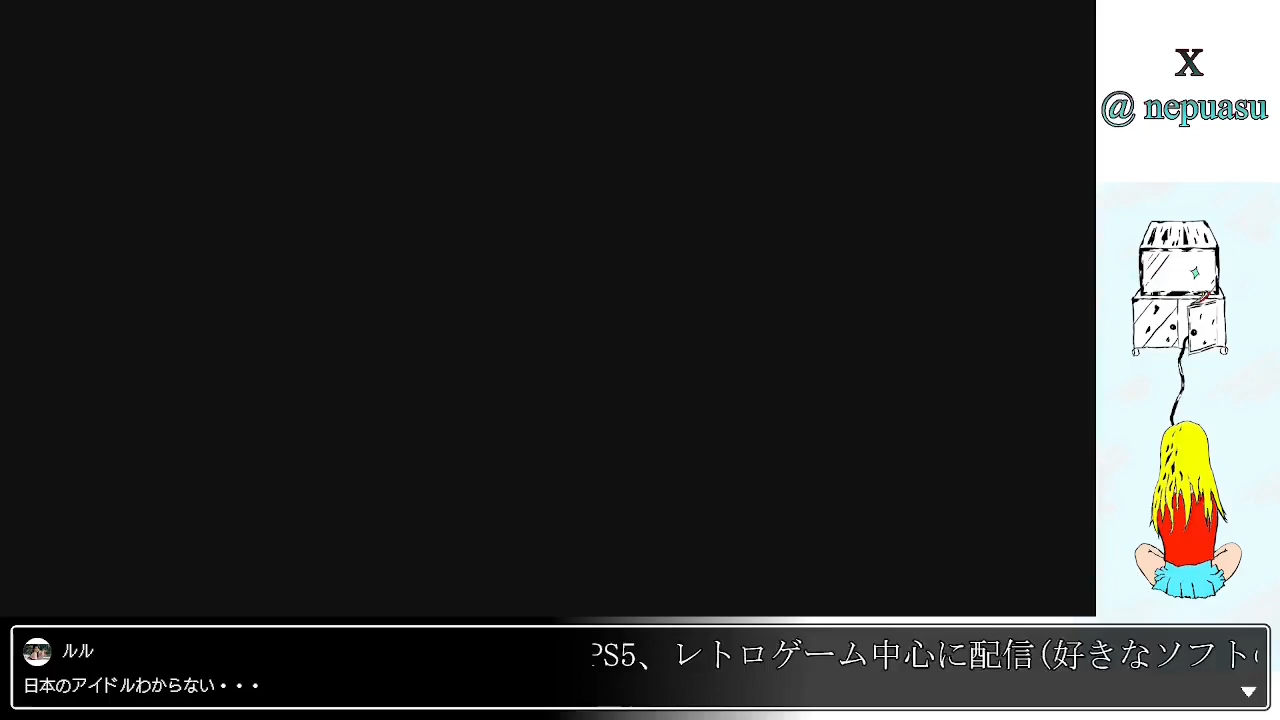 X
@ nepuasu
ルル
PS5、レトロゲーム中心に配信(好きなソフト
日本のアイドルわからない・・・